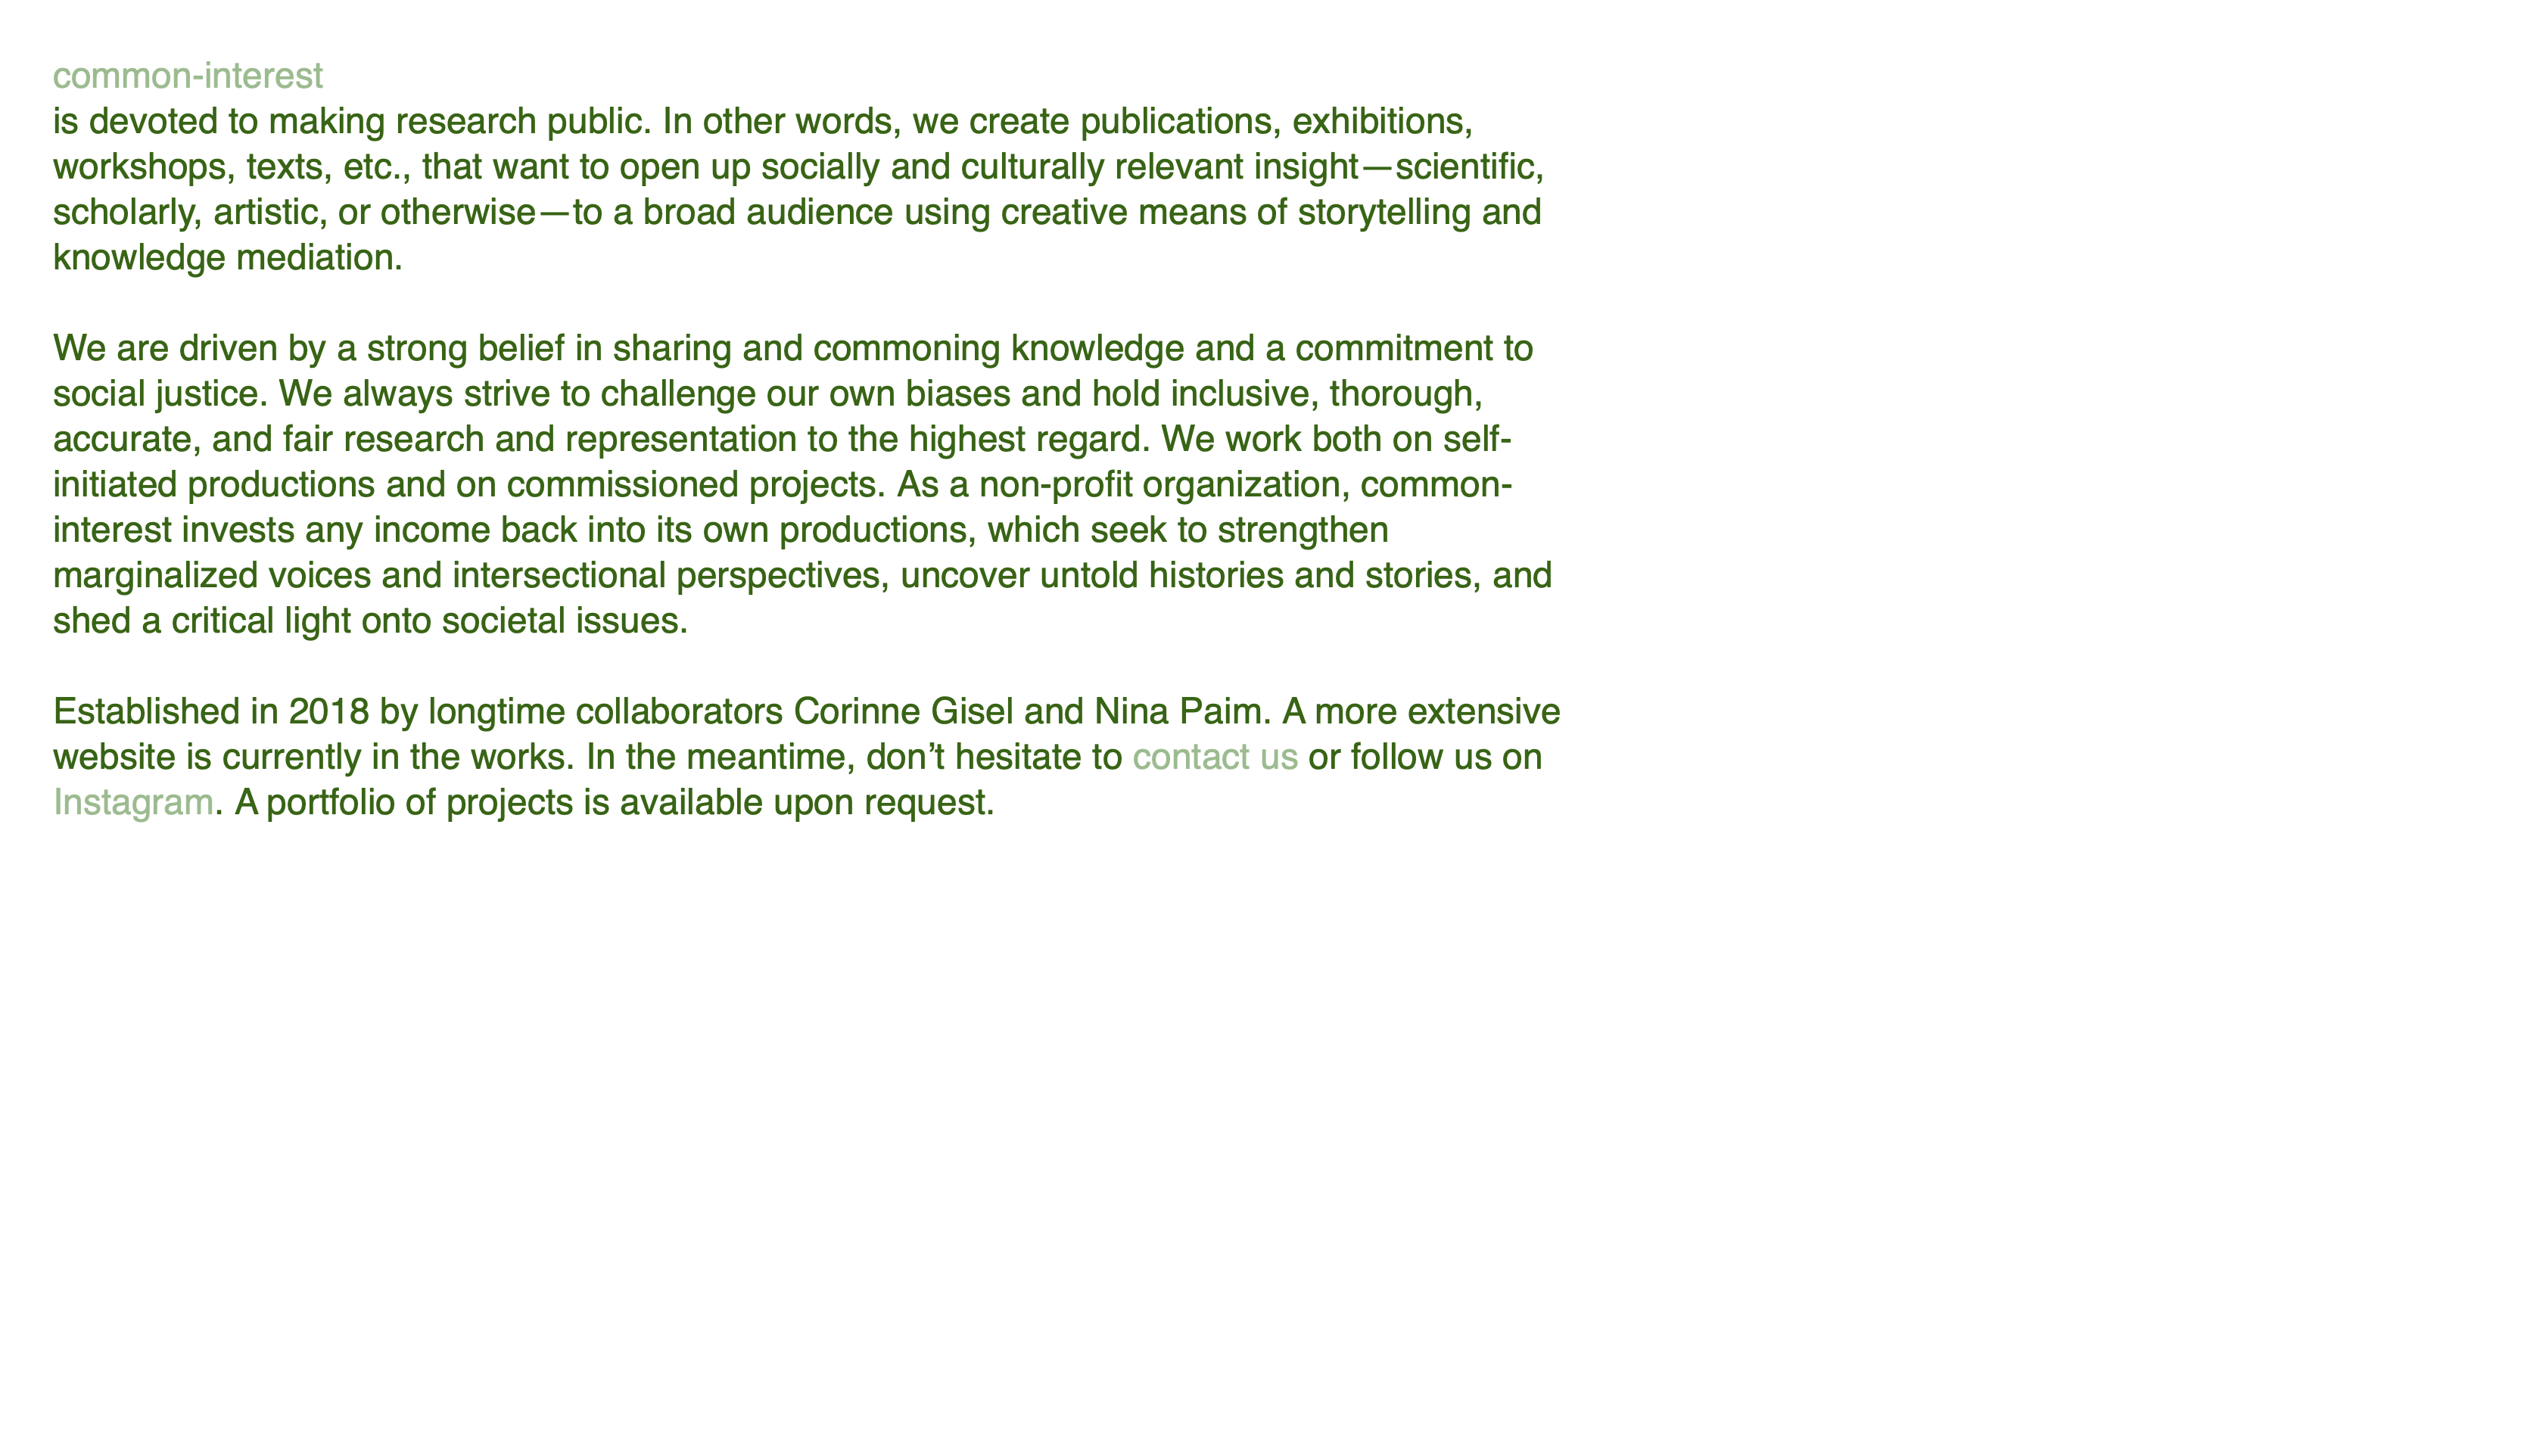 common-interest
is devoted to making research public. In other words, we create publications, exhibitions,
workshops, texts, etc., that want to open up socially and culturally relevant insight—scientific,
scholarly, artistic, or otherwise—to a broad audience using creative means of storytelling and
knowledge mediation.
We are driven by a strong belief in sharing and commoning knowledge and a commitment to
social justice. We always strive to challenge our own biases and hold inclusive, thorough,
accurate, and fair research and representation to the highest regard. We work both on self-
initiated productions and on commissioned projects. As a non-profit organization, common-
interest invests any income back into its own productions, which seek to strengthen
marginalized voices and intersectional perspectives, uncover untold histories and stories, and
shed a critical light onto societal issues.
Established in 2018 by longtime collaborators Corinne Gisel and Nina Paim. A more extensive
website is currently in the works. In the meantime, don’t hesitate to contact us or follow us on
Instagram. A portfolio of projects is available upon request.